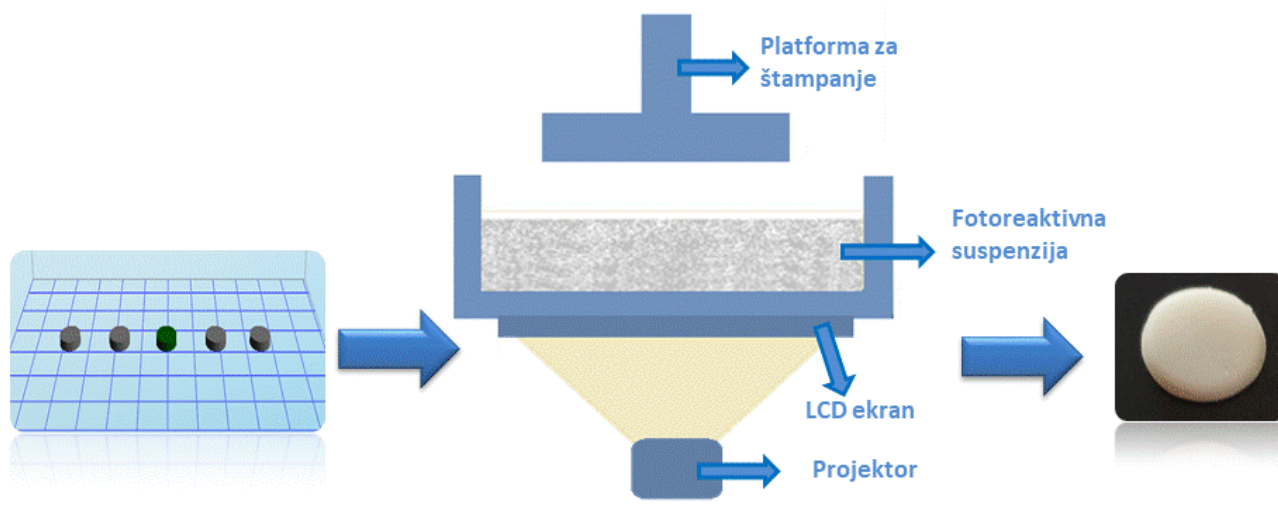 Platforma za
štampanje
Fotoreaktivna
suspenzija
LCD ekran
Projektor